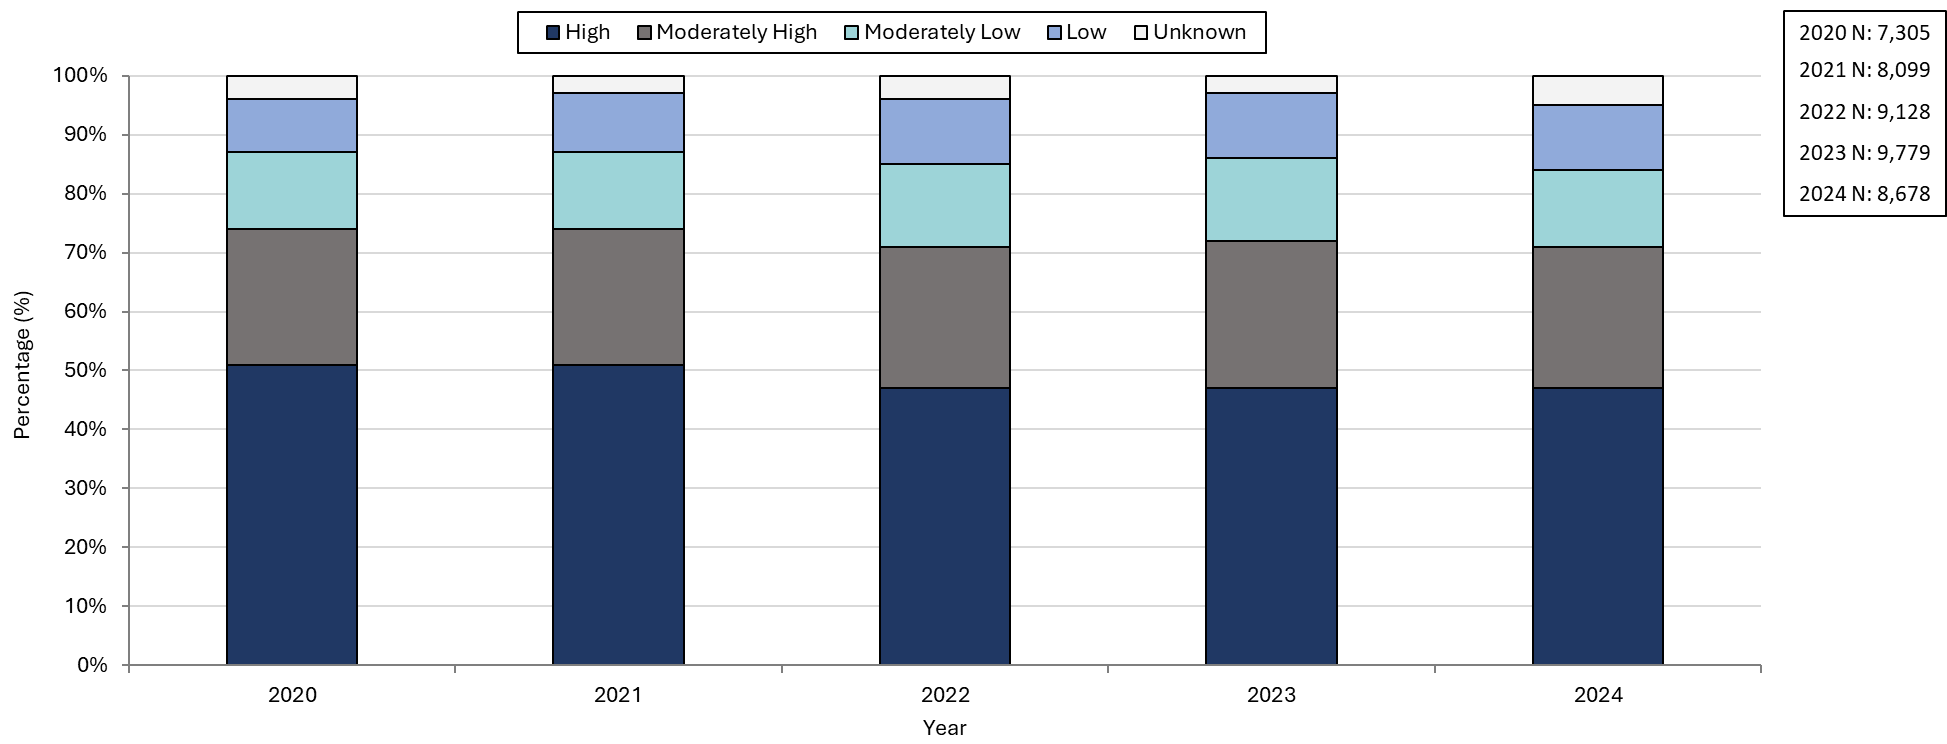 High Moderately High Moderately Low Low Unknown
2020 N: 7,305
2021 N: 8,099
2022 N: 9,128
2023 N: 9,779
2024 N: 8,678
Percentage (%)
100%
90%
80%
70%
60%
50%
40%
30%
20%
10%
0%
2020 2021 2022 2023 2024
Year